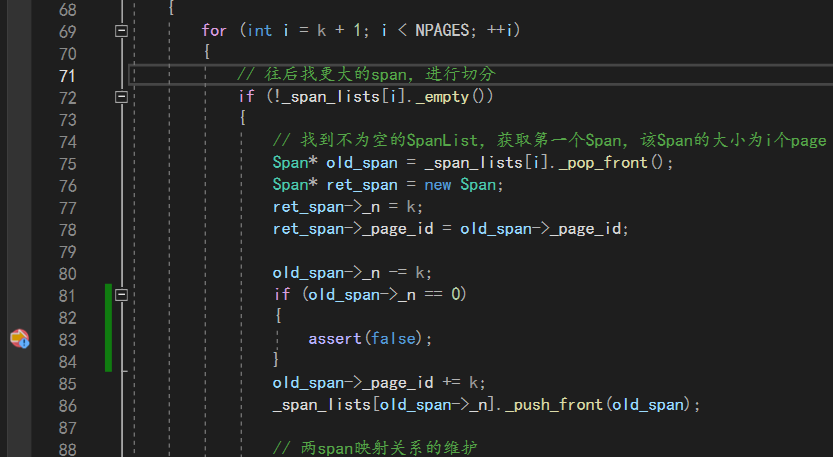 68 {
69 for (int i = k + 1; i < NPAGES; ++i)
70 {
71 // 往后找更大的span，进行切分
72 if (!_span_lists[i]._empty())
73 {
74 // 找到不为空的SpanList，获取第一个Span，该Span的大小为i个page
75 Span* old_span = _span_lists[i]._pop_front();
76 Span* ret_span = new Span;
77 ret_span->_n = k;
78 ret_span->_page_id = old_span->_page_id;
79
80 old_span->_n -= k;
81 if (old_span->_n == 0)
82 {
83 assert(false);
84 }
85 old_span->_page_id += k;
86 _span_lists[old_span->_n]._push_front(old_span);
87
88 // 两span映射关系的维护